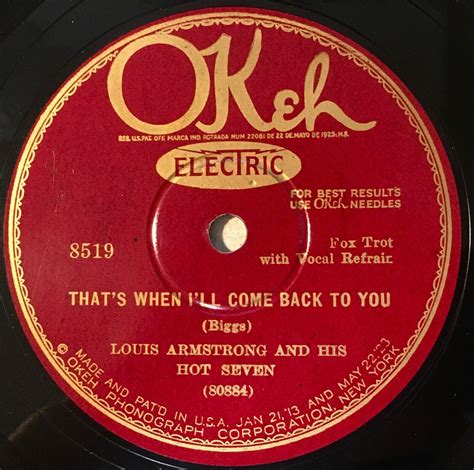 OKeh
REG. U.S. PAT. OFF. MARCA IND. RGTRADA NUM 22081 DE 22 DE MAYO DE 1923, H.R.
ELECTRIC
FOR BEST RESULTS
USE OKeh NEEDLES
8519
Fox Trot
with Vocal Refrain
THAT'S WHEN I'LL COME BACK TO YOU
(Biggs)
LOUIS ARMSTRONG AND HIS
HOT SEVEN
(80884)
MADE AND PAT'D IN U.S.A. JAN 21,'13 AND MAY 22-'23
© OKEH PHONOGRAPH CORPORATION, NEW YORK